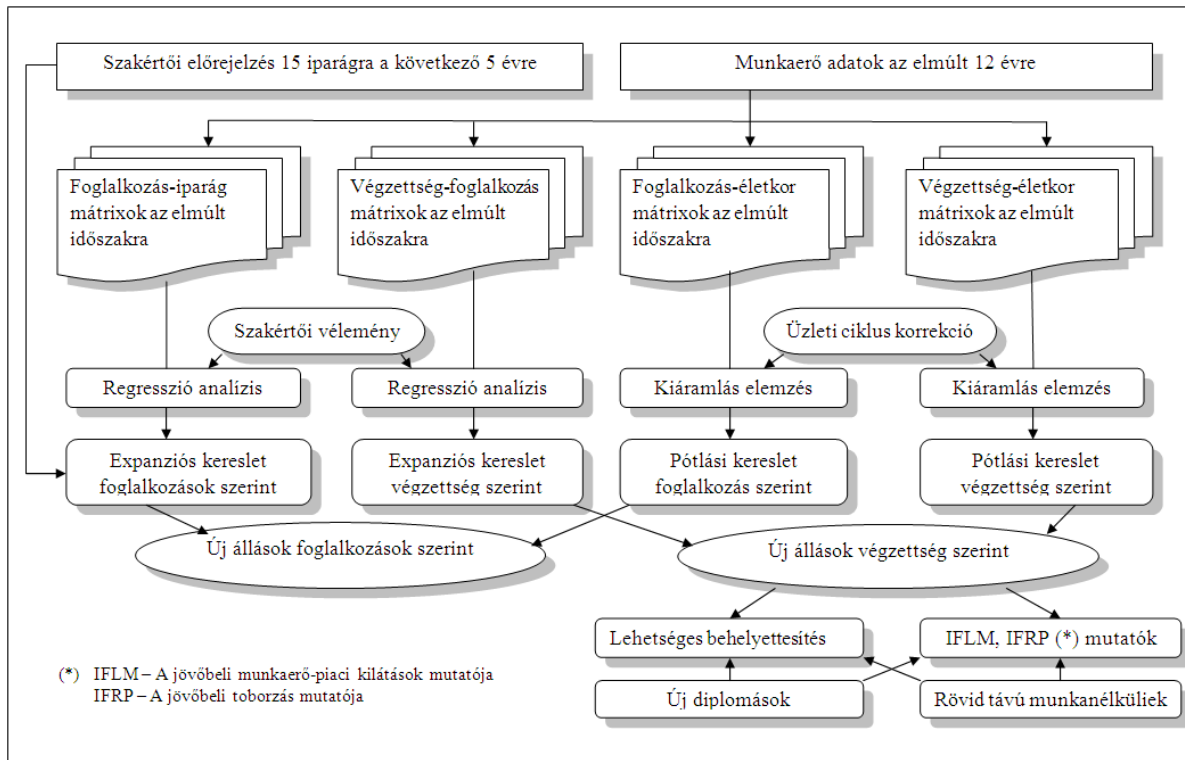 Szakértői előrejelzés 15 iparágra a következő 5 évre
Munkaerő adatok az elmúlt 12 évre
Foglalkozás-iparág
mátrixok az elmúlt
időszakra
Végzettség-foglalkozás
mátrixok az elmúlt
időszakra
Foglalkozás-életkor
mátrixok az elmúlt
időszakra
Végzettség-életkor
mátrixok az elmúlt
időszakra
Szakértői vélemény
Üzleti ciklus korrekció
Regresszió analízis
Regresszió analízis
Kiáramlás elemzés
Kiáramlás elemzés
Expanziós kereslet
foglalkozások szerint
Expanziós kereslet
végzettség szerint
Pótlási kereslet
foglalkozás szerint
Pótlási kereslet
végzettség szerint
Új állások foglalkozások szerint
Új állások végzettség szerint
Lehetséges behelyettesítés
IFLM, IFRP (*) mutatók
Új diplomások
Rövid távú munkanélküliek
(*) IFLM – A jövőbeli munkaerő-piaci kilátások mutatója
IFRP – A jövőbeli toborzás mutatója